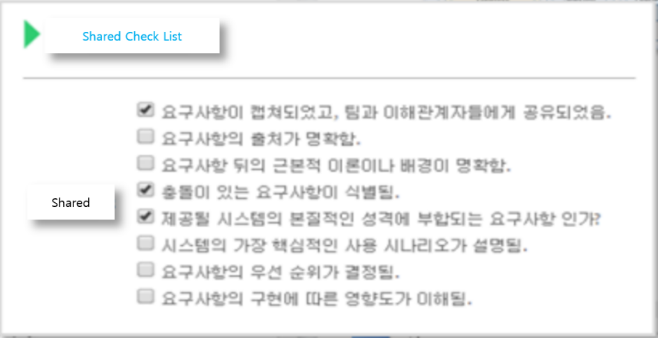 Shared Check List
요구사항이 캡쳐되었고, 팀과 이해관계자들에게 공유되었음.
요구사항의 출처가 명확함.
요구사항 뒤의 근본적 이론이나 배경이 명확함.
Shared
충돌이 있는 요구사항이 식별됨.
제공될 시스템의 본질적인 성격에 부합되는 요구사항 인가?
시스템의 가장 핵심적인 사용 시나리오가 설명됨.
요구사항의 우선 순위가 결정됨.
요구사항의 구현에 따른 영향도가 이해됨.